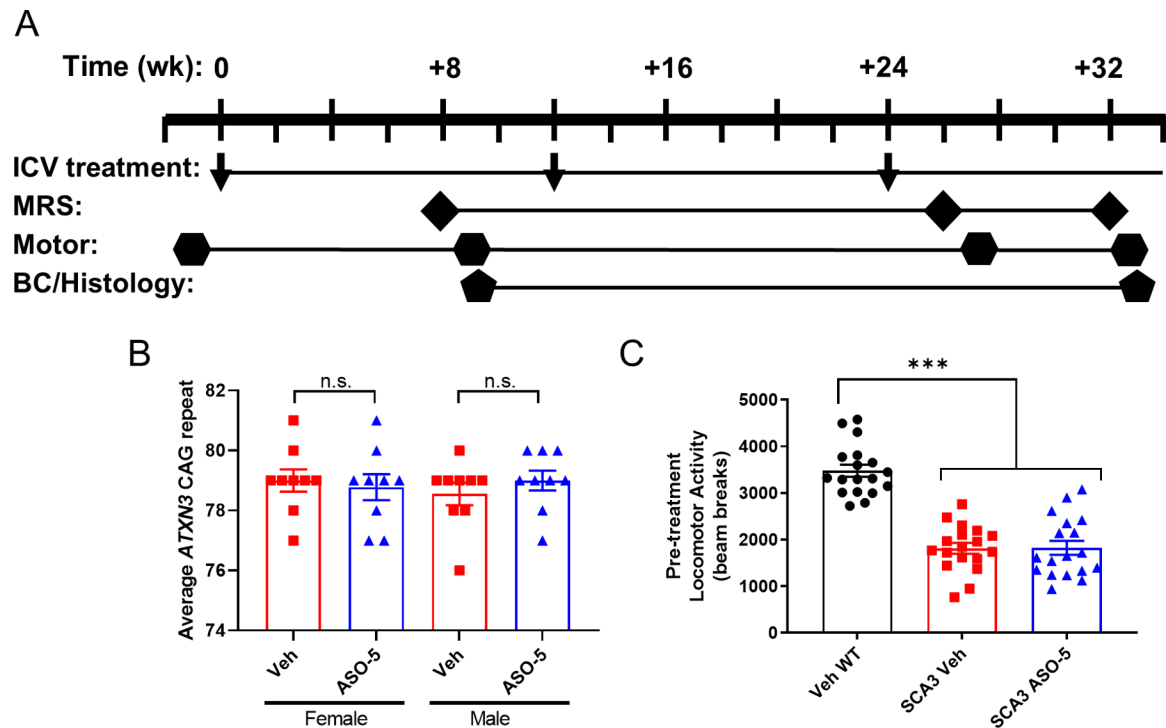 A
Time (wk): 0 +8 +16 +24 +32
ICV treatment:
MRS:
Motor:
BC/Histology:
B
Average ATXN3 CAG repeat
82
80
78
76
74
n.s.
n.s.
Veh
ASO-5
Veh
ASO-5
Female
Male
C
Pre-treatment
Locomotor Activity
(beam breaks)
5000
4000
3000
2000
1000
0
***
Veh WT
SCA3 Veh
SCA3 ASO-5